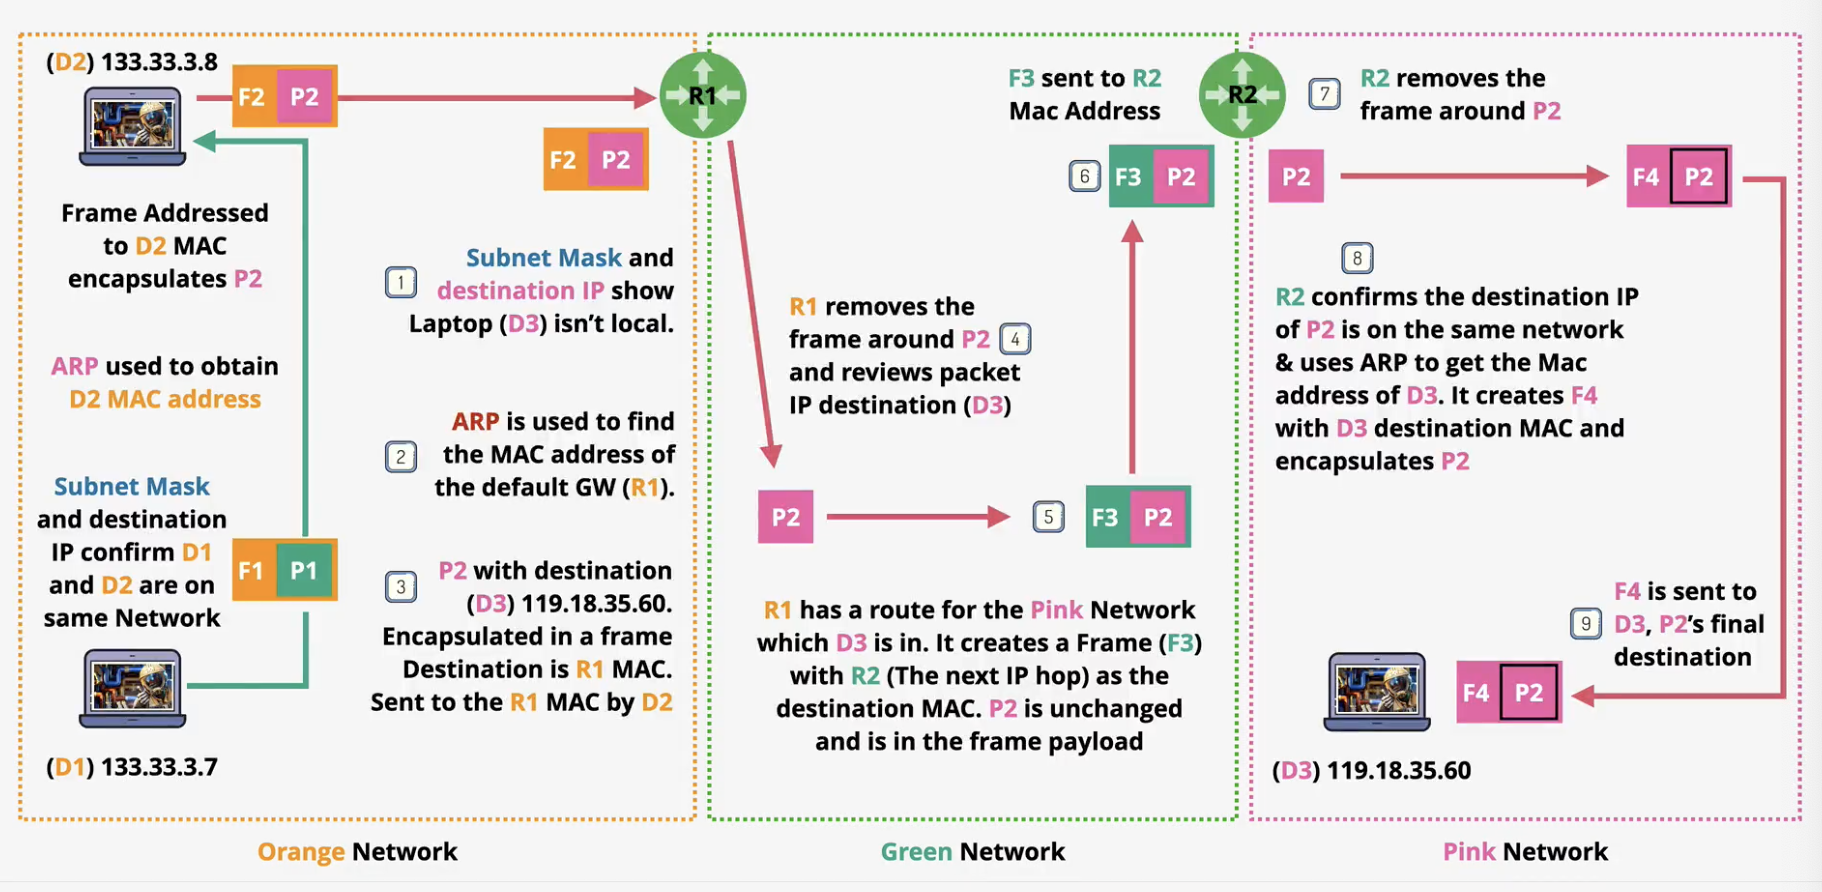 (D2) 133.33.3.8
F2 P2
R1
F2 P2
Frame Addressed
to D2 MAC
encapsulates P2
ARP used to obtain
D2 MAC address
Subnet Mask
and destination
IP confirm D1
and D2 are on
same Network
F1 P1
(D1) 133.33.3.7
1
Subnet Mask and
destination IP show
Laptop (D3) isn't local.
2
ARP is used to find
the MAC address of
the default GW (R1).
3
P2 with destination
(D3) 119.18.35.60.
Encapsulated in a frame
Destination is R1 MAC.
Sent to the R1 MAC by D2
Orange Network
R1 removes the
frame around P2 4
and reviews packet
IP destination (D3)
P2
5
F3 P2
R1 has a route for the Pink Network
which D3 is in. It creates a Frame (F3)
with R2 (The next IP hop) as the
destination MAC. P2 is unchanged
and is in the frame payload
F3 sent to R2
Mac Address
6
F3 P2
Green Network
R2
7
R2 removes the
frame around P2
P2
F4 P2
8
R2 confirms the destination IP
of P2 is on the same network
& uses ARP to get the Mac
address of D3. It creates F4
with D3 destination MAC and
encapsulates P2
9
F4 is sent to
D3, P2's final
destination
F4 P2
(D3) 119.18.35.60
Pink Network